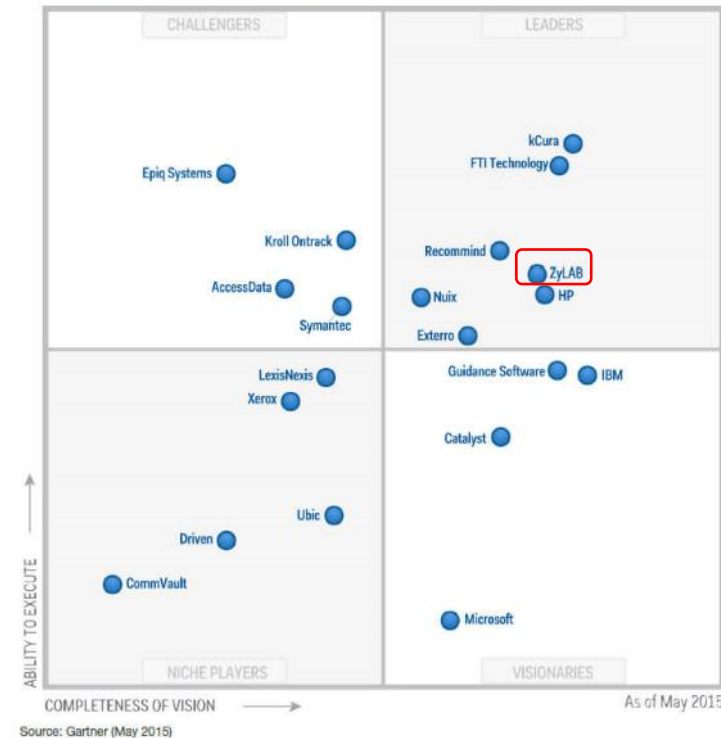 CHALLENGERS
LEADERS
kCura
FTI Technology
Epiq Systems
Kroll Ontrack
Recommind
ZyLAB
AccessData
Nuix
HP
Symantec
Exterro
LexisNexis
Guidance Software
IBM
Xerox
Catalyst
Ubic
Driven
CommVault
Microsoft
ABILITY TO EXECUTE
NICHE PLAYERS
VISIONARIES
COMPLETENESS OF VISION
As of May 2015
Source: Gartner (May 2015)